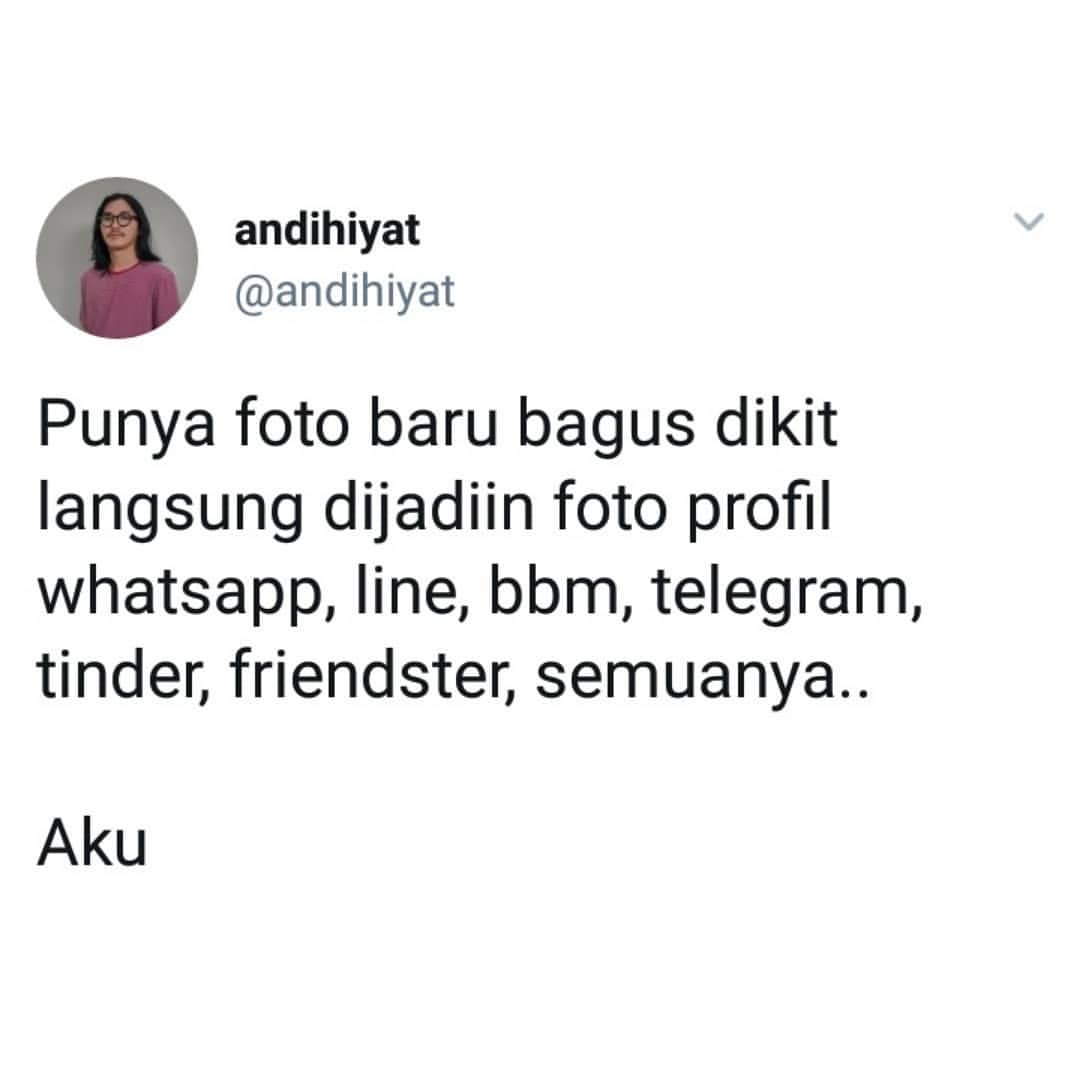 andihiyat
@andihiyat
Punya foto baru bagus dikit
langsung dijadiin foto profil
whatsapp, line, bbm, telegram,
tinder, friendster, semuanya..
Aku